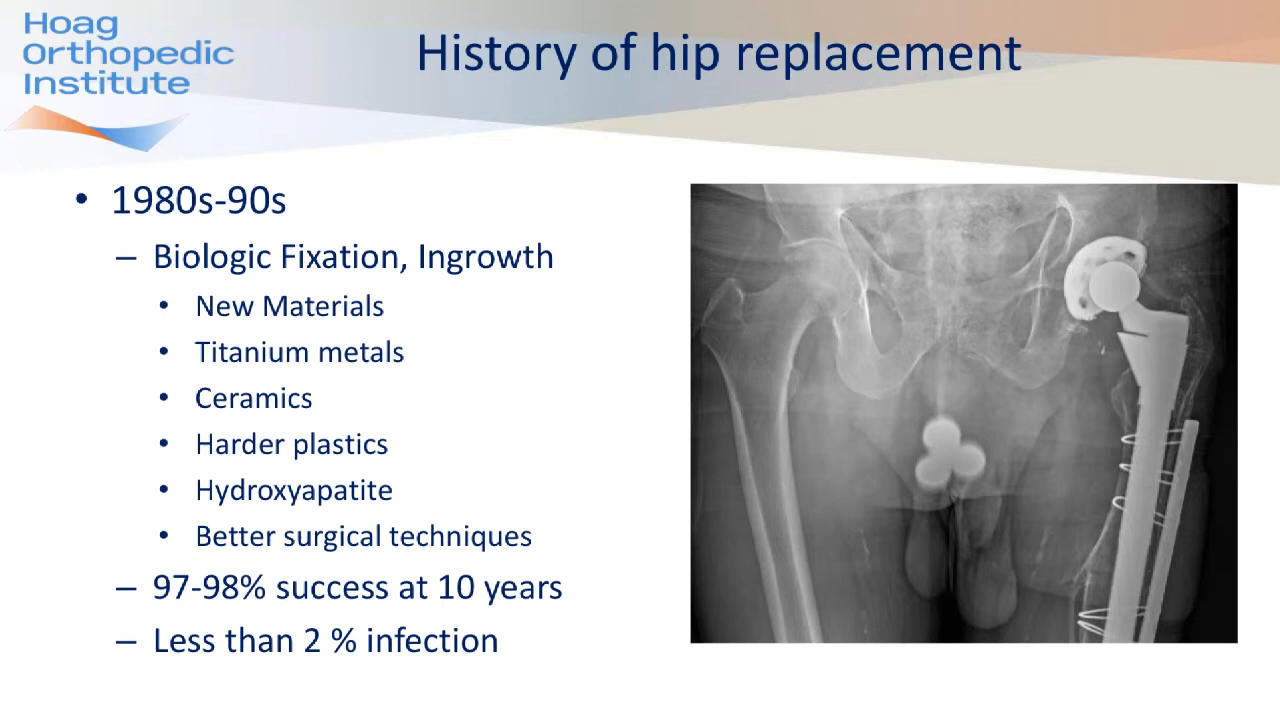 Hoag
Orthopedic
Institute
History of hip replacement
• 1980s-90s
– Biologic Fixation, Ingrowth
• New Materials
• Titanium metals
• Ceramics
• Harder plastics
• Hydroxyapatite
• Better surgical techniques
– 97-98% success at 10 years
– Less than 2 % infection